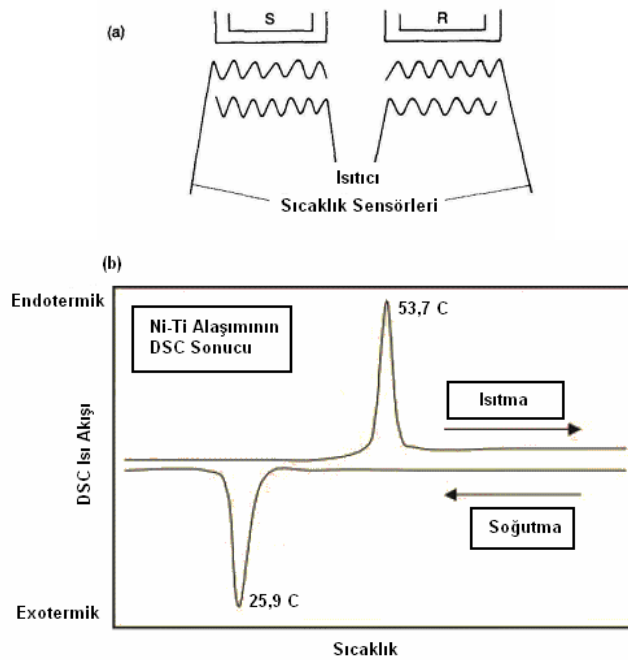 (a)
S
R
Isıtıcı
Sıcaklık Sensörleri
(b)
Endotermik
Ni-Ti Alaşımının
DSC Sonucu
53,7 C
Isıtma
DSC Isı Akışı
Soğutma
25,9 C
Exotermik
Sıcaklık